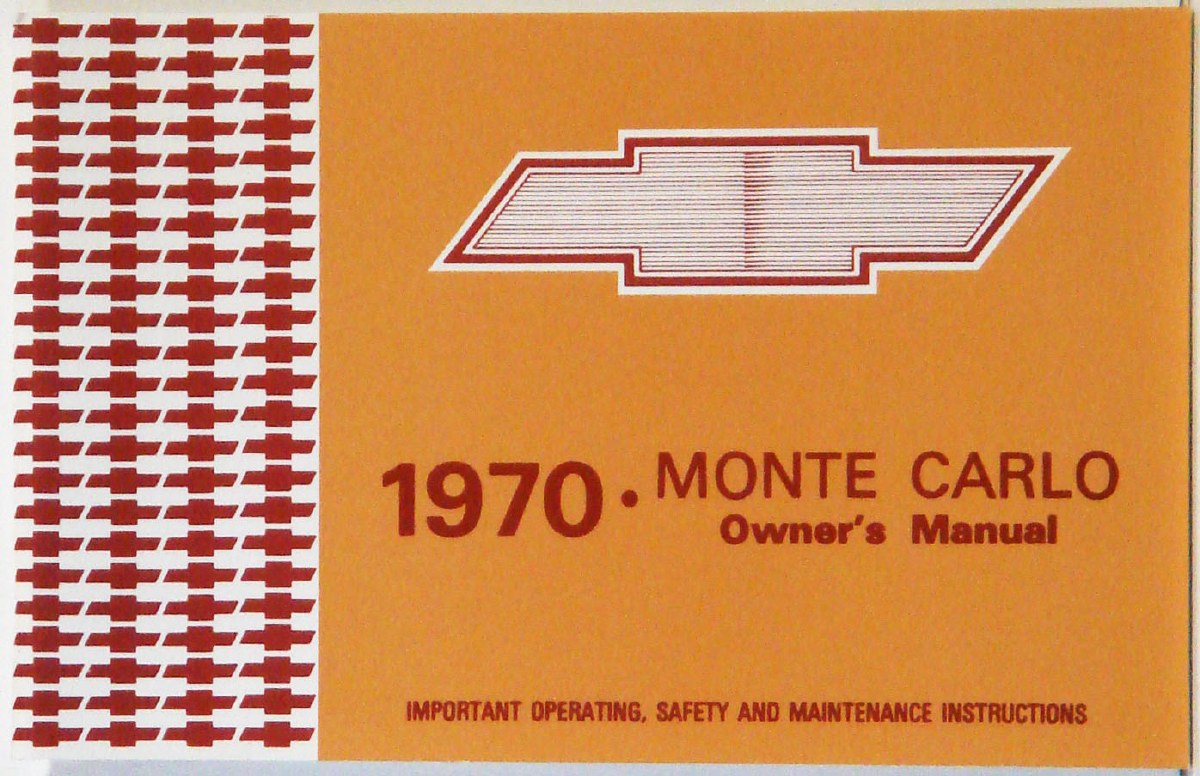 1970 · MONTE CARLO
Owner's Manual
IMPORTANT OPERATING, SAFETY AND MAINTENANCE INSTRUCTIONS